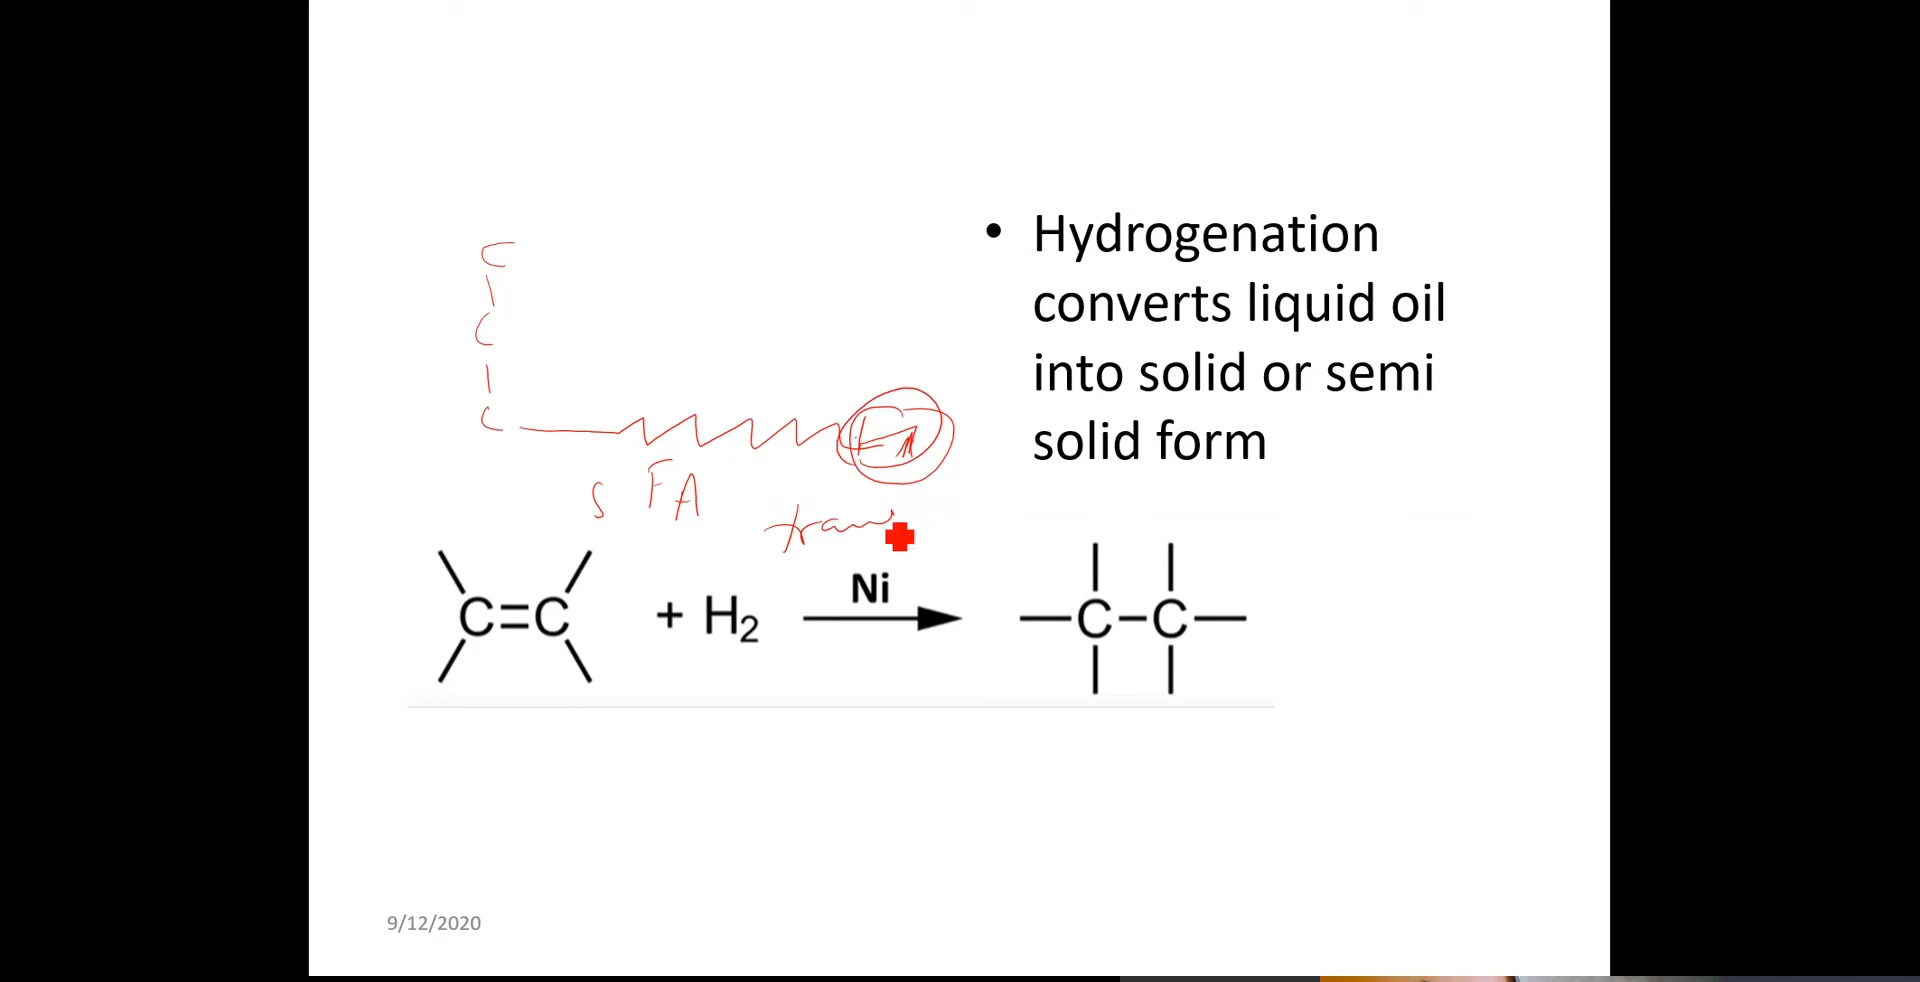 • Hydrogenation
converts liquid oil
into solid or semi
solid form
C
C
C
S FA
Ni
C=C + H₂
C–C
9/12/2020